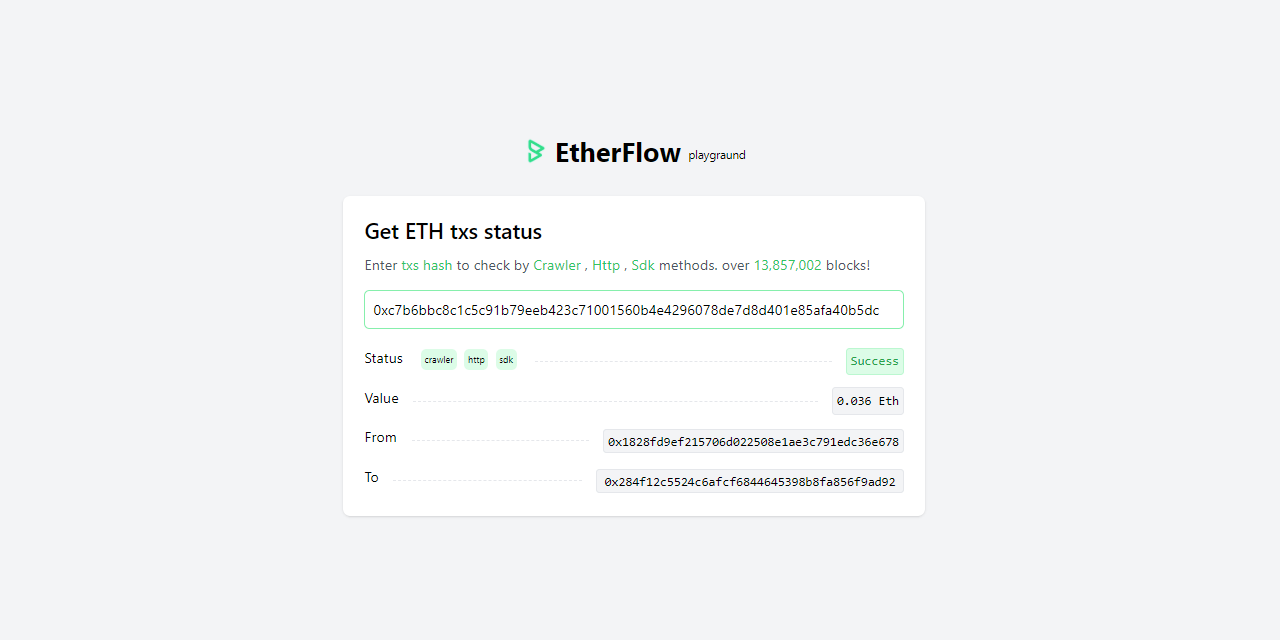 EtherFlow playgraund
Get ETH txs status
Enter txs hash to check by Crawler , Http , Sdk methods. over 13,857,002 blocks!
0xc7b6bbc8c1c5c91b79eeb423c71001560b4e4296078de7d8d401e85afa40b5dc
Status crawler http sdk Success
Value 0.036 Eth
From 0x1828fd9ef215706d022508e1ae3c791edc36e678
To 0x284f12c5524c6afcf6844645398b8fa856f9ad92